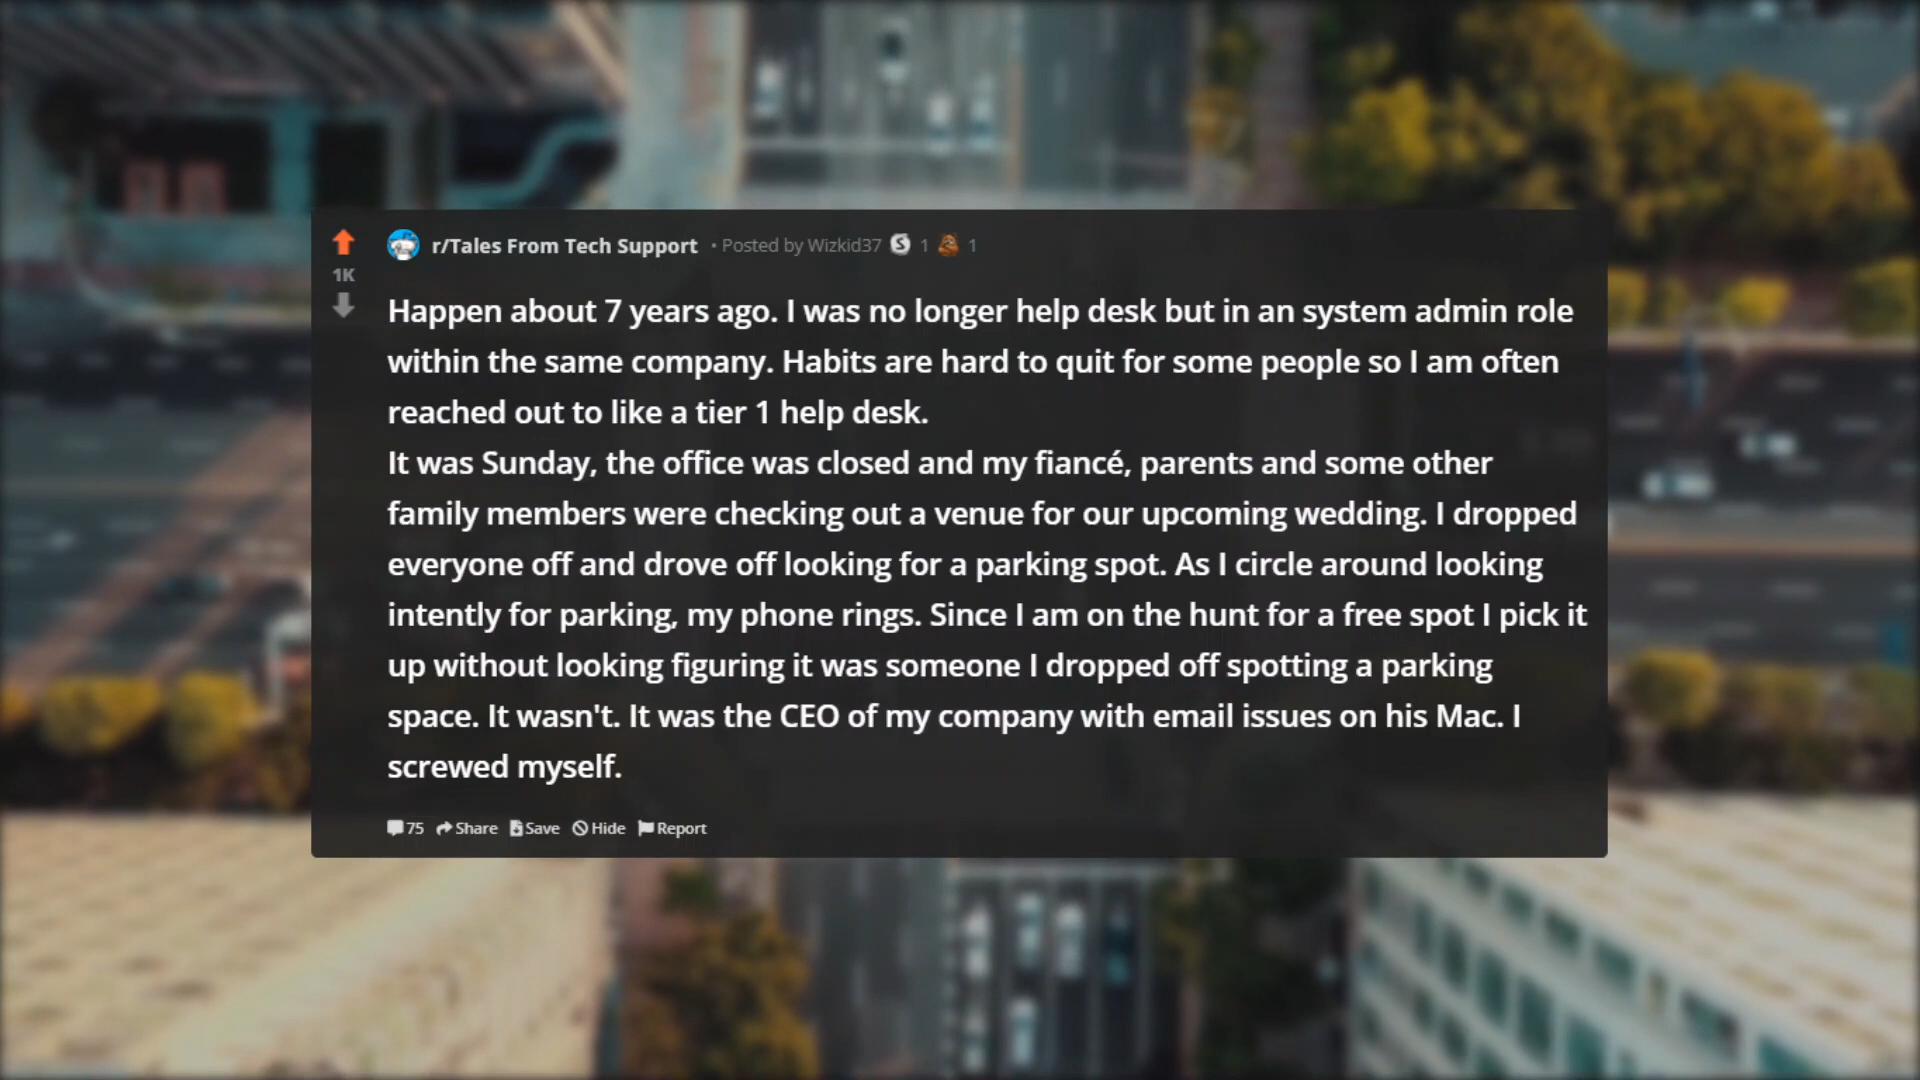 r/Tales From Tech Support • Posted by Wizkid37 S 1 1
1K
Happen about 7 years ago. I was no longer help desk but in an system admin role
within the same company. Habits are hard to quit for some people so I am often
reached out to like a tier 1 help desk.
It was Sunday, the office was closed and my fiancé, parents and some other
family members were checking out a venue for our upcoming wedding. I dropped
everyone off and drove off looking for a parking spot. As I circle around looking
intently for parking, my phone rings. Since I am on the hunt for a free spot I pick it
up without looking figuring it was someone I dropped off spotting a parking
space. It wasn't. It was the CEO of my company with email issues on his Mac. I
screwed myself.
75 Share Save Hide Report